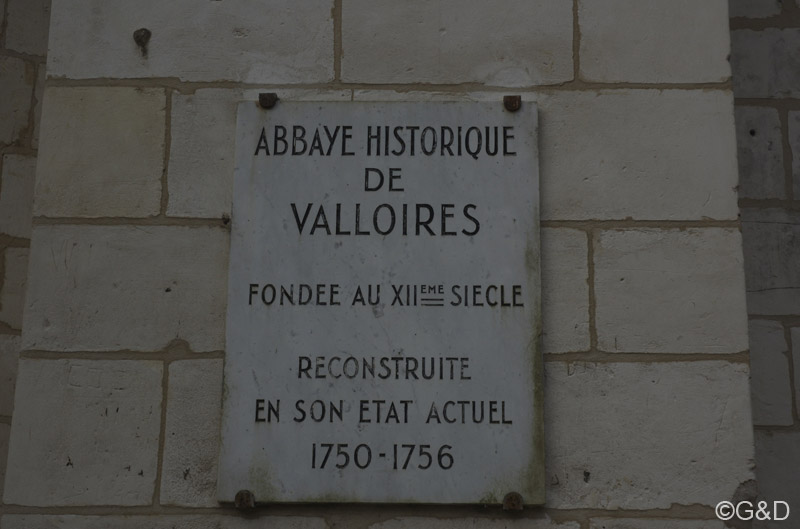 ABBAYE HISTORIQUE
DE
VALLOIRES
FONDEE AU XIIEME SIECLE
RECONSTRUITE
EN SON ETAT ACTUEL
1750-1756
©G&D